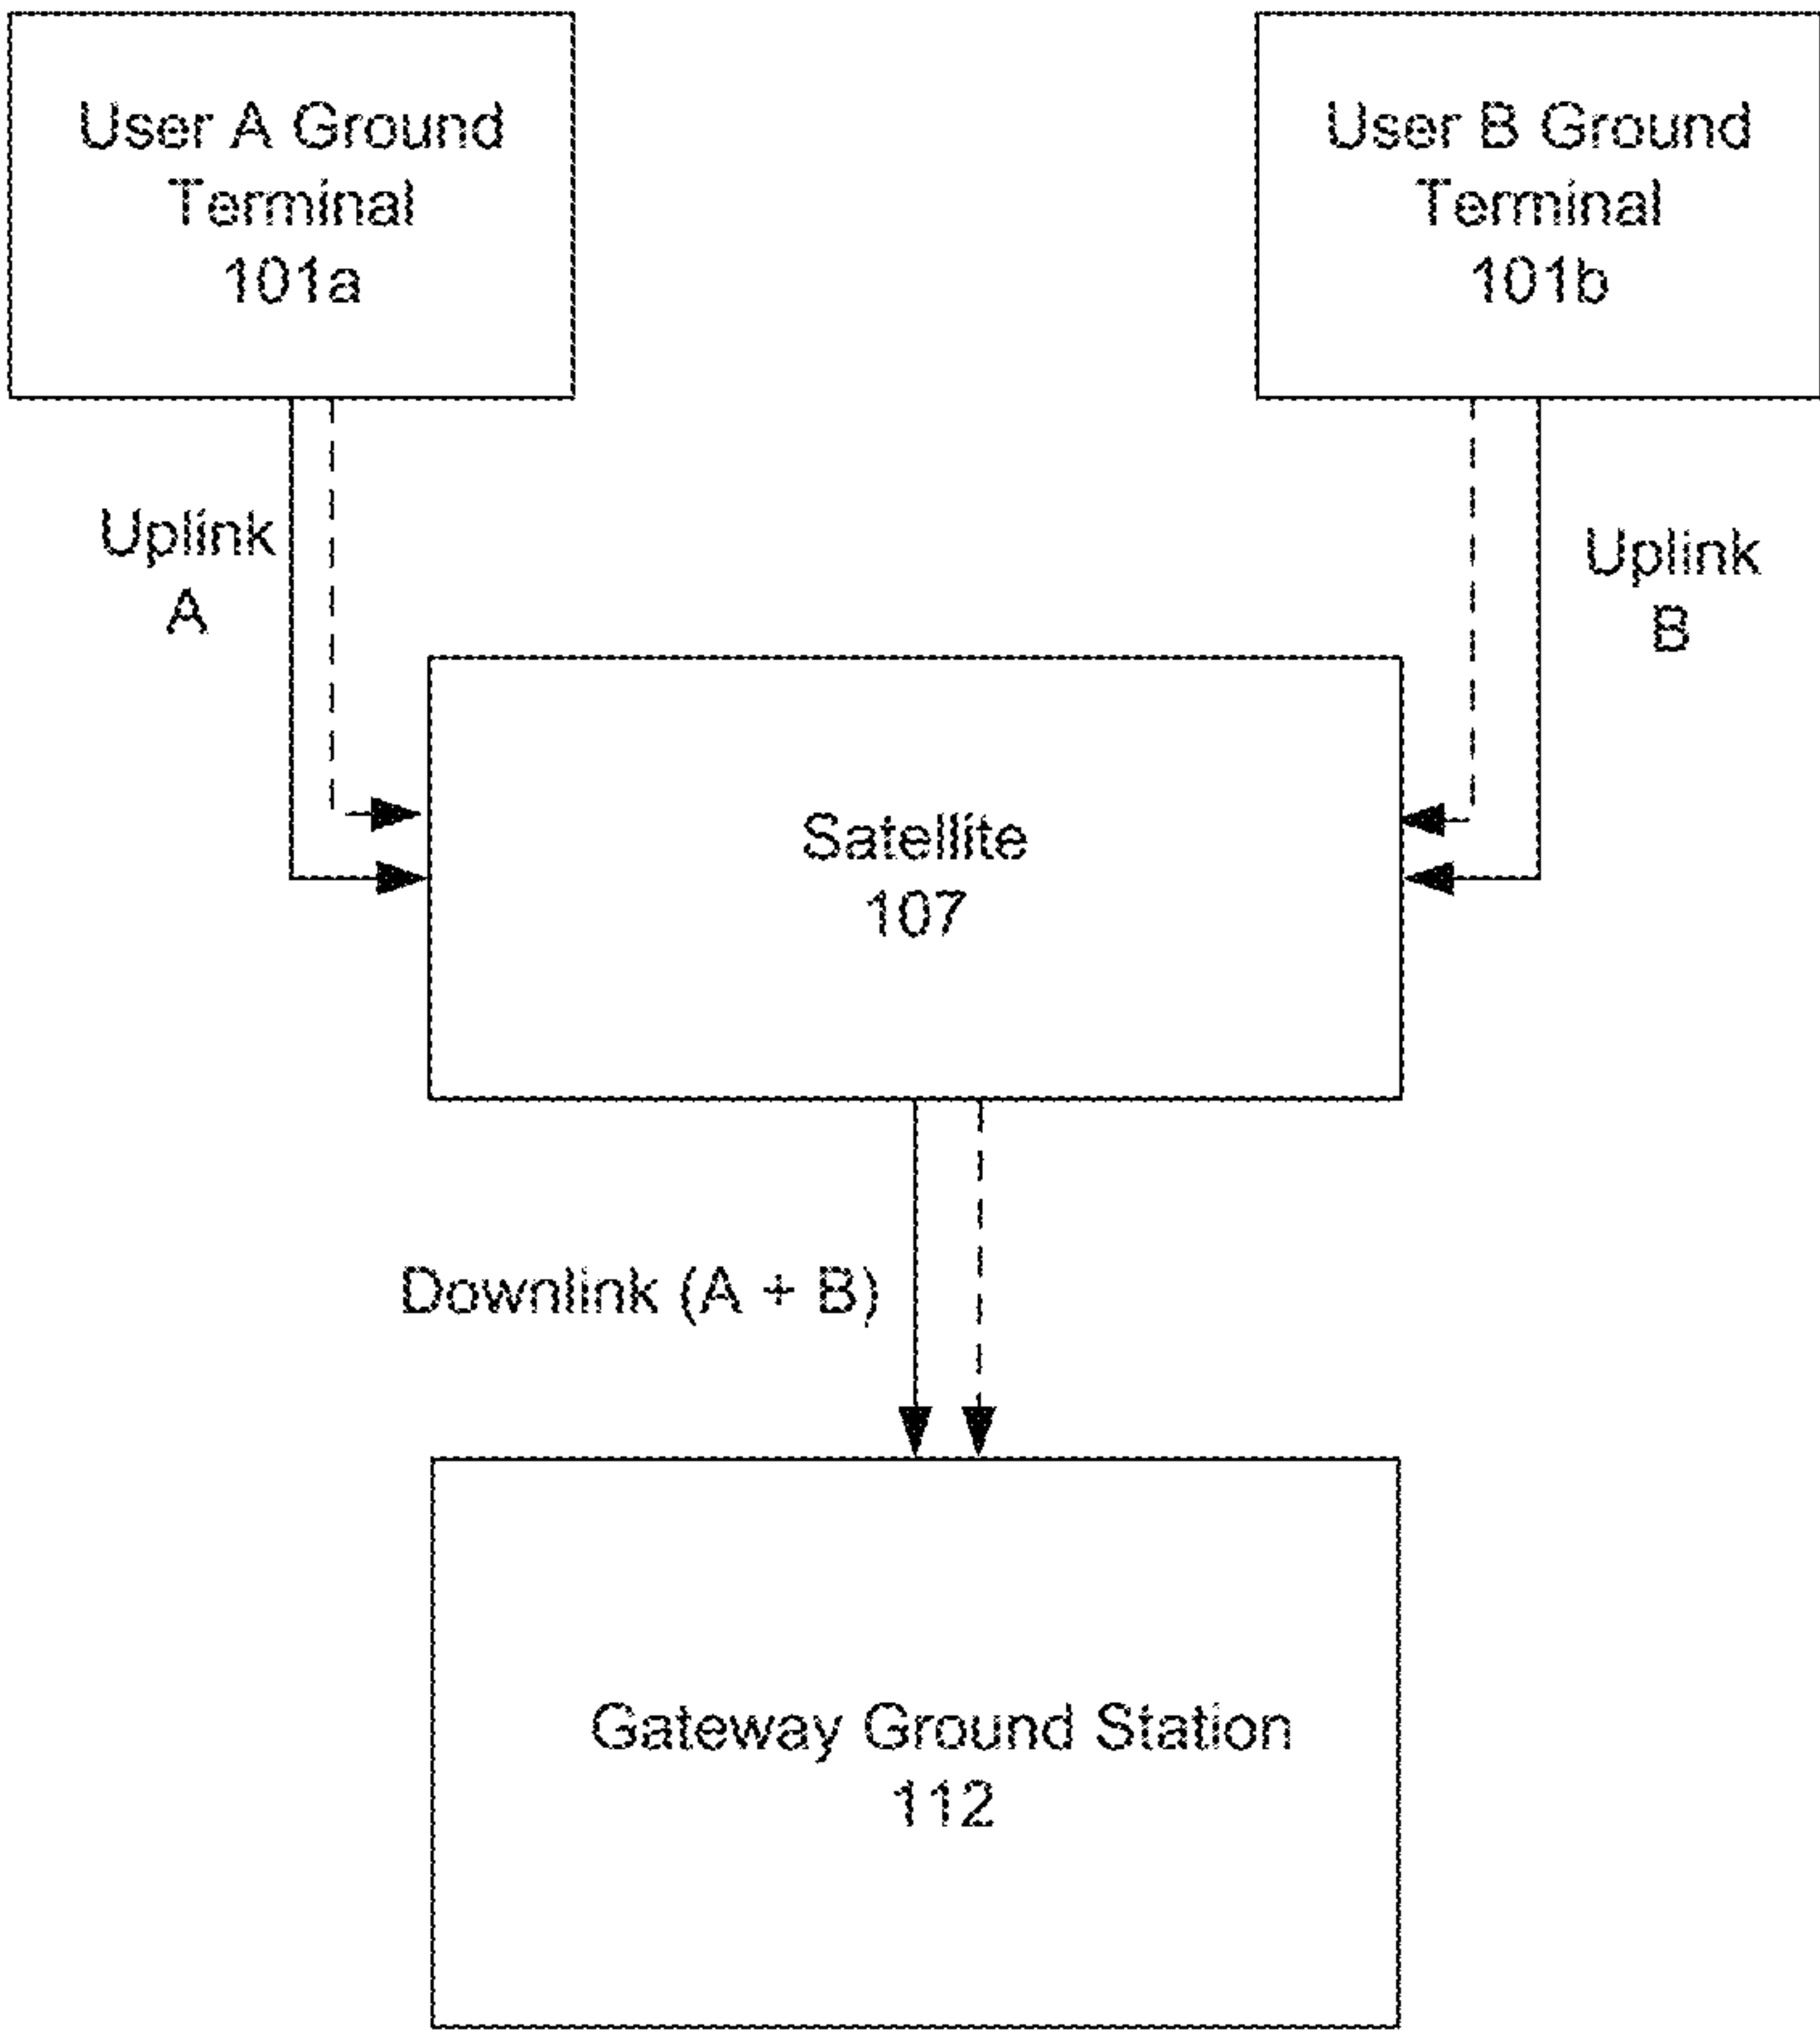 User A Ground
Terminal
101a
User B Ground
Terminal
101b
Uplink
A
Uplink
B
Satellite
107
Downlink (A + B)
Gateway Ground Station
112